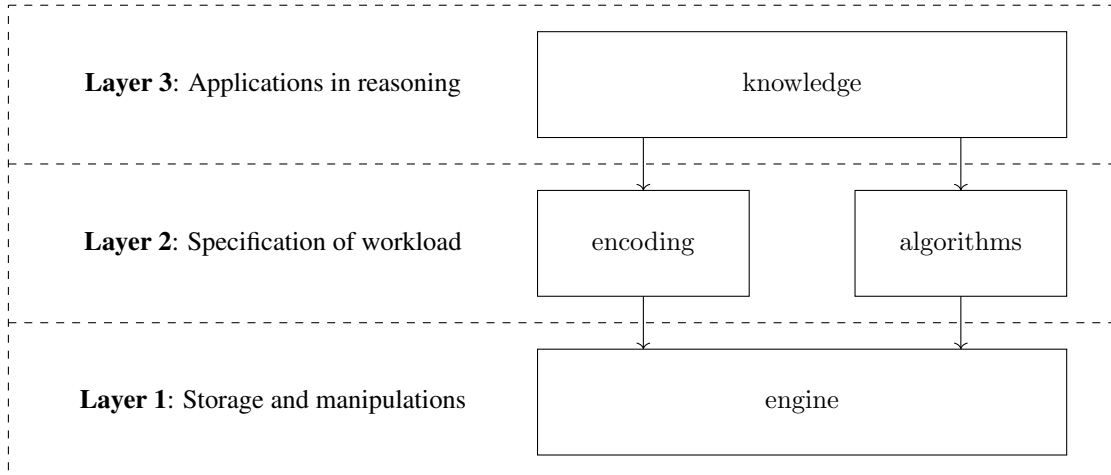 Layer 3: Applications in reasoning
knowledge
Layer 2: Specification of workload
encoding
algorithms
Layer 1: Storage and manipulations
engine